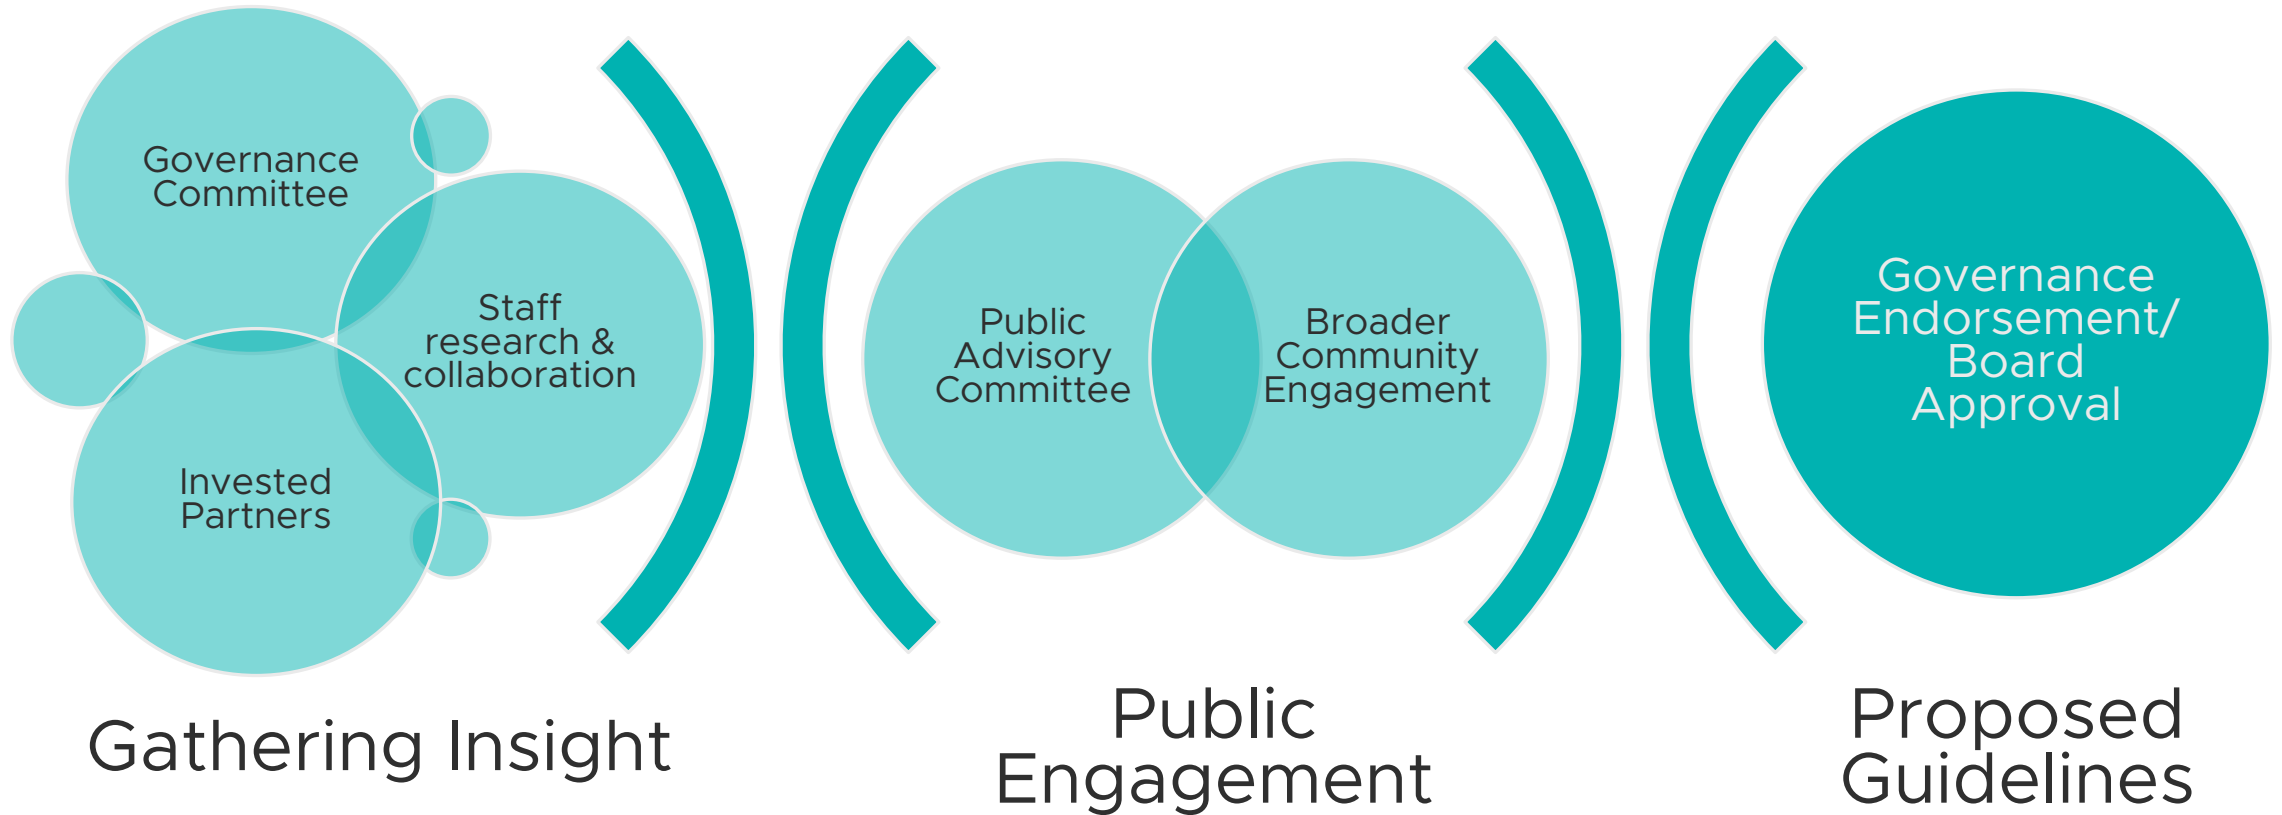 Governance
Committee
Staff
research &
collaboration
Invested
Partners
Gathering Insight
Public
Advisory
Committee
Broader
Community
Engagement
Public
Engagement
Governance
Endorsement/
Board
Approval
Proposed
Guidelines